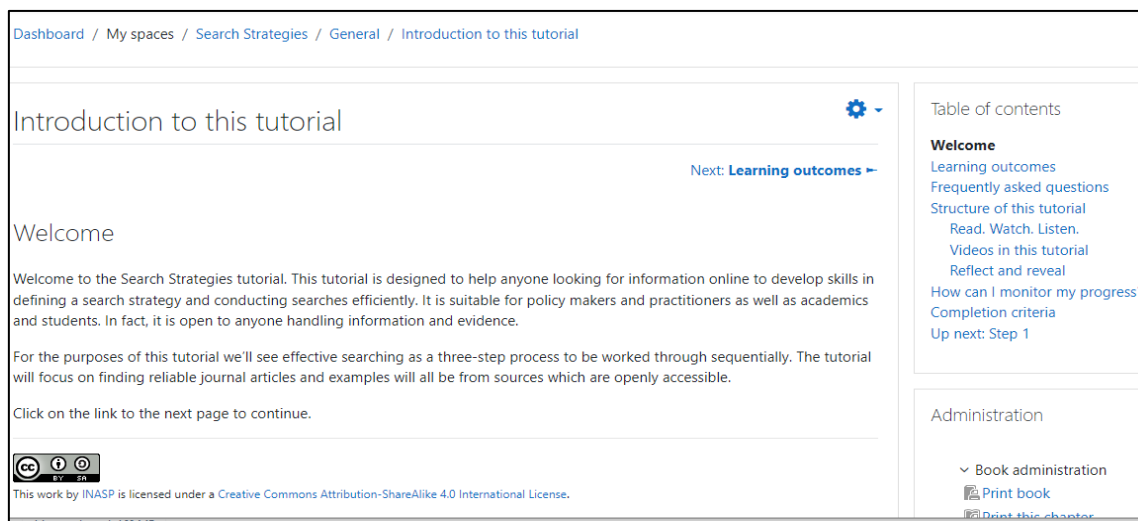 Dashboard / My spaces / Search Strategies / General / Introduction to this tutorial
Introduction to this tutorial
Next: Learning outcomes
Welcome
Welcome to the Search Strategies tutorial. This tutorial is designed to help anyone looking for information online to develop skills in
defining a search strategy and conducting searches efficiently. It is suitable for policy makers and practitioners as well as academics
and students. In fact, it is open to anyone handling information and evidence.
For the purposes of this tutorial we'll see effective searching as a three-step process to be worked through sequentially. The tutorial
will focus on finding reliable journal articles and examples will all be from sources which are openly accessible.
Click on the link to the next page to continue.
cc BY SA
This work by INASP is licensed under a Creative Commons Attribution-ShareAlike 4.0 International License.
Table of contents
Welcome
Learning outcomes
Frequently asked questions
Structure of this tutorial
Read. Watch. Listen.
Videos in this tutorial
Reflect and reveal
How can I monitor my progress?
Completion criteria
Up next: Step 1
Administration
Book administration
Print book
Print this chapter